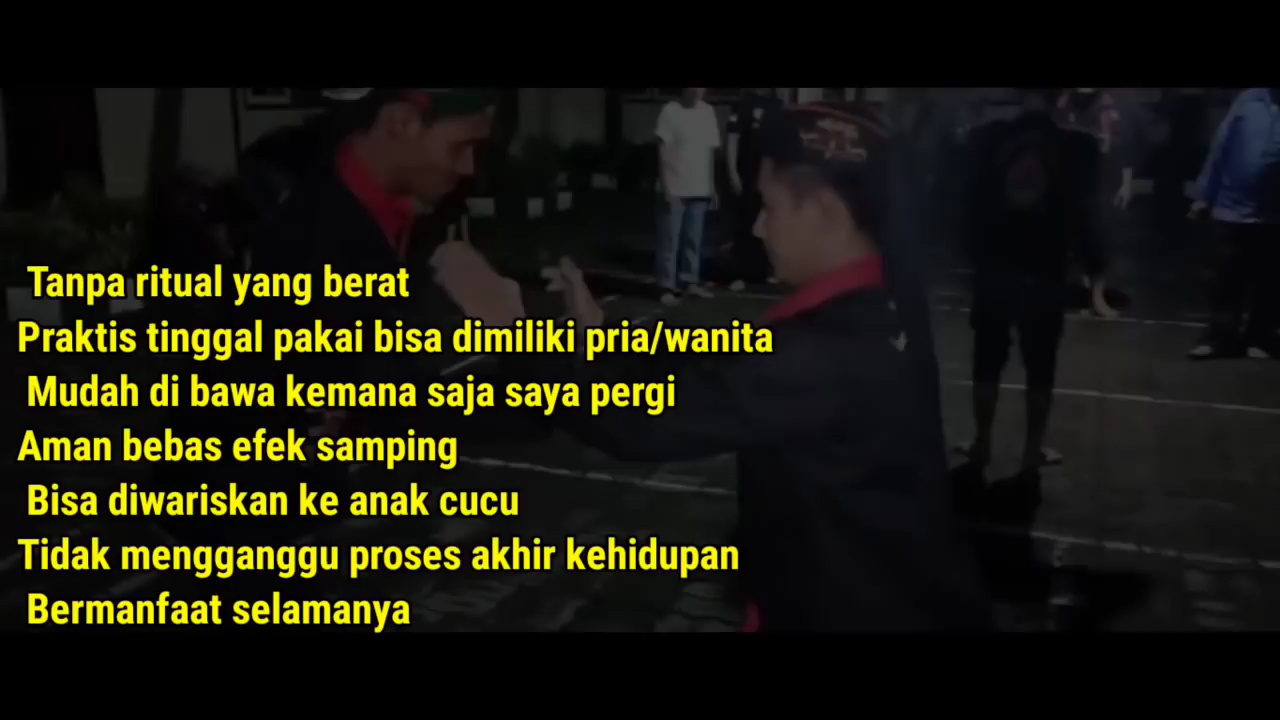 Tanpa ritual yang berat
Praktis tinggal pakai bisa dimiliki pria/wanita
Mudah di bawa kemana saja saya pergi
Aman bebas efek samping
Bisa diwariskan ke anak cucu
Tidak mengganggu proses akhir kehidupan
Bermanfaat selamanya